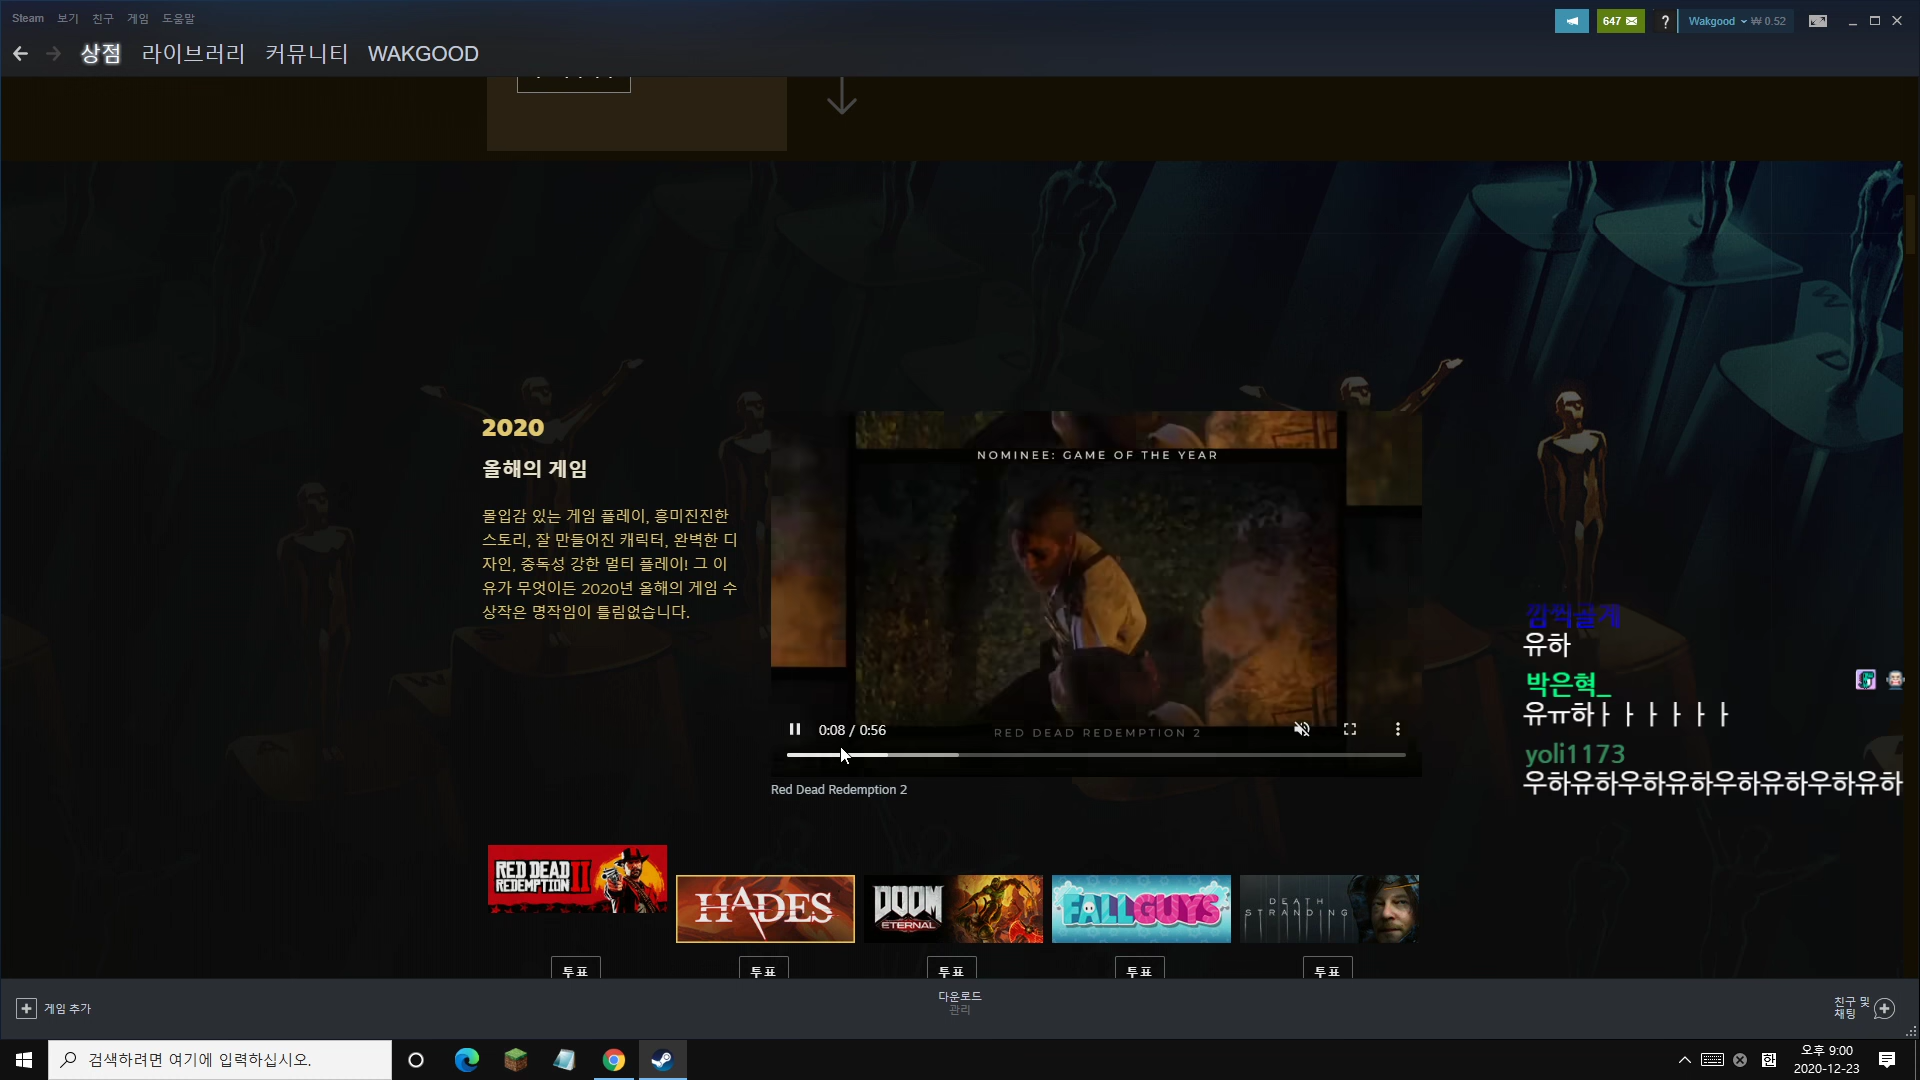 Steam 보기 친구 게임 도움말
647
?
Wakgood ₩ 0.52
상점 라이브러리 커뮤니티 WAKGOOD
2020
올해의 게임
몰입감 있는 게임 플레이, 흥미진진한
스토리, 잘 만들어진 캐릭터, 완벽한 디
자인, 중독성 강한 멀티 플레이! 그 이
유가 무엇이든 2020년 올해의 게임 수
상작은 명작임이 틀림없습니다.
NOMINEE: GAME OF THE YEAR
0:08 / 0:56
RED DEAD REDEMPTION 2
Red Dead Redemption 2
유하
박은혁_
유ㅠ하ㅏㅏㅏㅏㅏㅏ
yoli1173
우하유하우하유하우하유하우하유하
RED DEAD
REDEMPTION II
HADES
DOOM
ETERNAL
FALL GUYS
DEATH
STRANDING
투표 투표 투표 투표 투표
게임 추가
다운로드
관리
친구 및
채팅
검색하려면 여기에 입력하십시오.
한
오후 9:00
2020-12-23